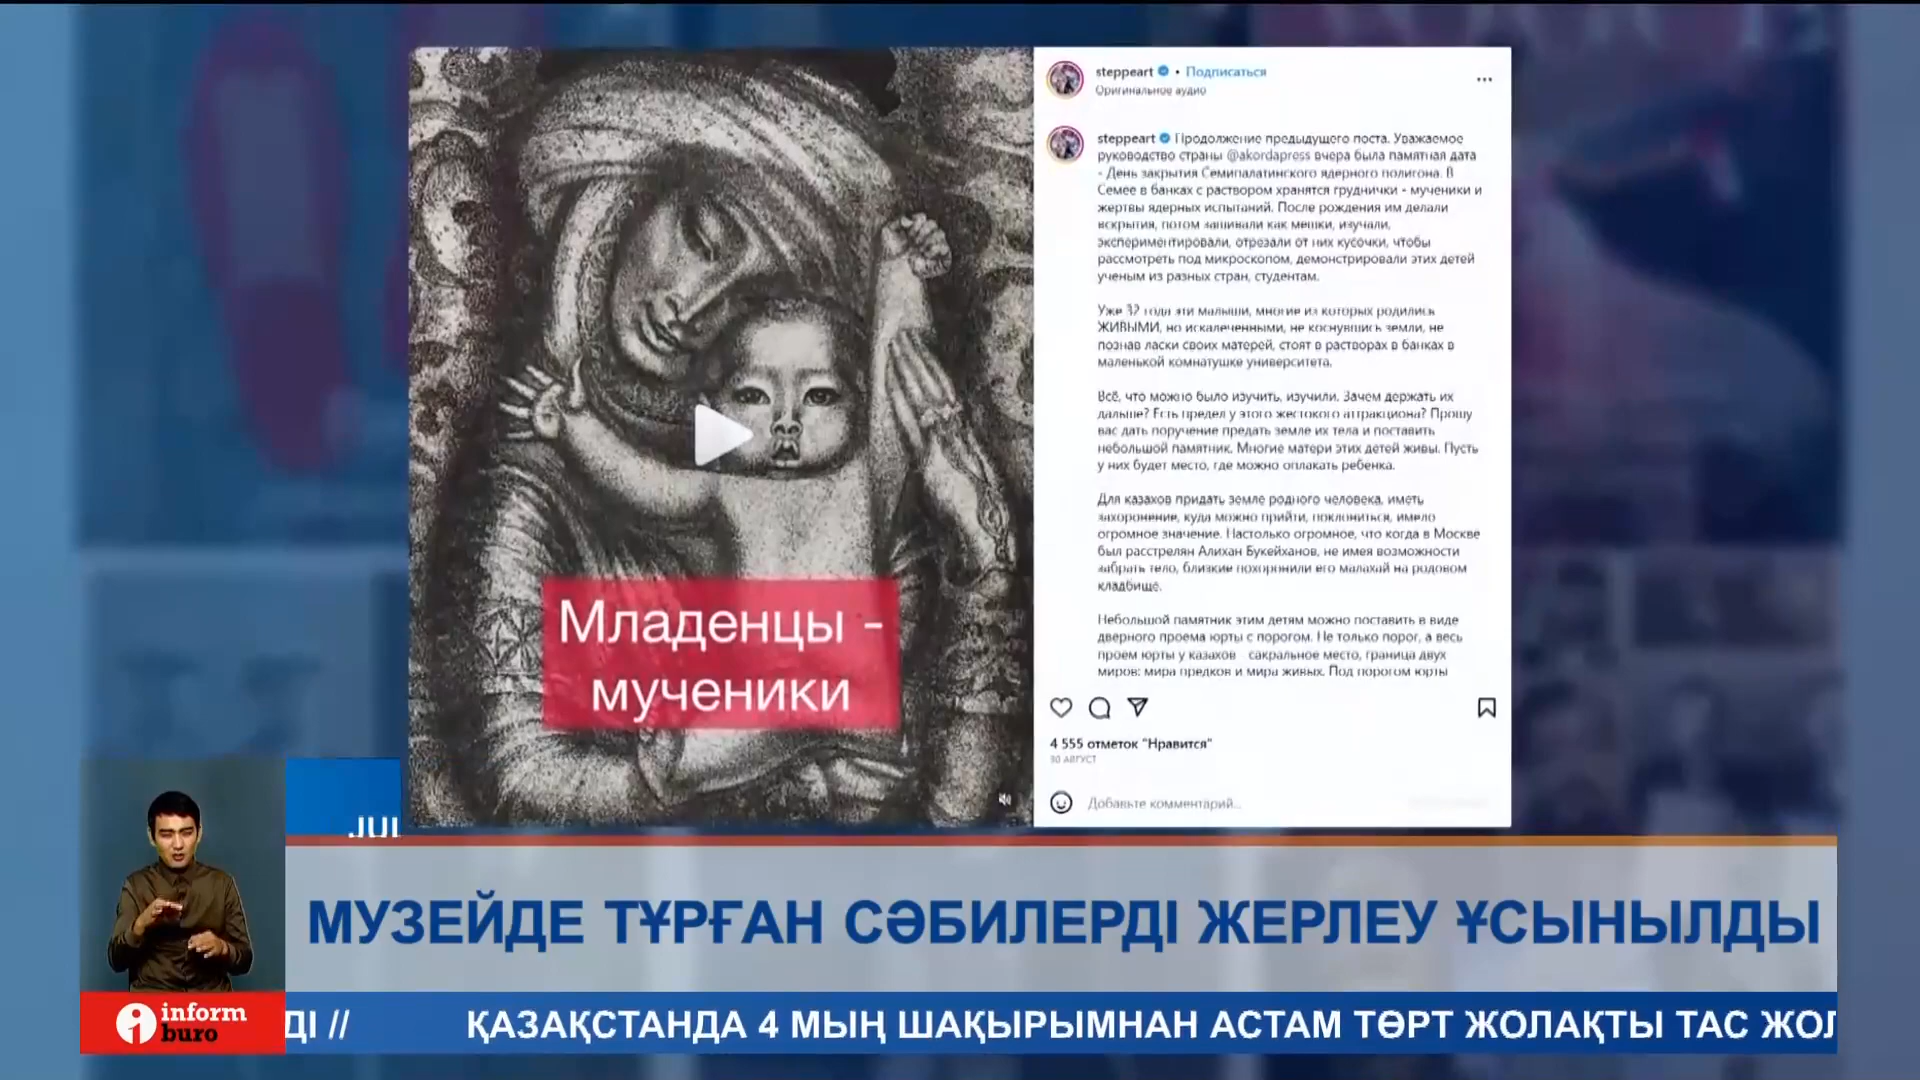 steppeart • Подписаться
Оригинальное аудио
steppeart Продолжение предыдущего поста. Уважаемое
руководство страны @akordapress вчера была памятная дата
- День закрытия Семипалатинского ядерного полигона. В
Семее в банках с раствором хранятся груднички - мученики и
жертвы ядерных испытаний. После рождения им делали
вскрытия, потом зашивали как мешки, изучали,
экспериментировали, отрезали от них кусочки, чтобы
рассмотреть под микроскопом, демонстрировали этих детей
ученым из разных стран, студентам.
Уже 32 года эти малыши, многие из которых родились
ЖИВЫМИ, но искалеченными, не коснувшись земли, не
познав ласки своих матерей, стоят в растворах в банках в
маленькой комнатушке университета.
Всё, что можно было изучить, изучили. Зачем держать их
дальше? Есть предел у этого жестокого аттракциона? Прошу
вас дать поручение предать земле их тела и поставить
небольшой памятник. Многие матери этих детей живы. Пусть
у них будет место, где можно оплакать ребенка.
Для казахов придать земле родного человека, иметь
захоронение, куда можно прийти, поклониться, имело
огромное значение. Настолько огромное, что когда в Москве
был расстрелян Алихан Букейханов, не имея возможности
забрать тело, близкие похоронили его малахай на родовом
кладбище.
Небольшой памятник этим детям можно поставить в виде
дверного проема юрты с порогом. Не только порог, а весь
проем юрты у казахов сакральное место, граница двух
миров: мира предков и мира живых. Под порогом юрты
4 555 отметок "Нравится"
30 АВГУСТ
Добавьте комментарий...
Младенцы -
мученики
JUL
МУЗЕЙДЕ ТҰРҒАН СӘБИЛЕРДІ ЖЕРЛЕУ ҰСЫНЫЛДЫ
inform
buro
ДІ // ҚАЗАҚСТАНДА 4 МЫҢ ШАҚЫРЫМНАН АСТАМ ТӨРТ ЖОЛАҚТЫ ТАС ЖОЛ